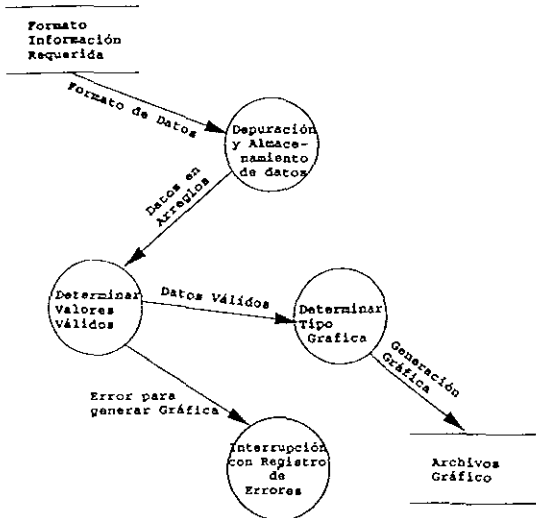 Formato
Información
Requerida
Formato de Datos
Depuración
y Almace-
namiento
de datos
Datos en
Arreglos
Determinar
Valores
Válidos
Datos Válidos
Determinar
Tipo
Grafica
Generación
Gráfica
Error para
generar Gráfica
Interrupción
con Registro
de
Errores
Archivos
Gráfico